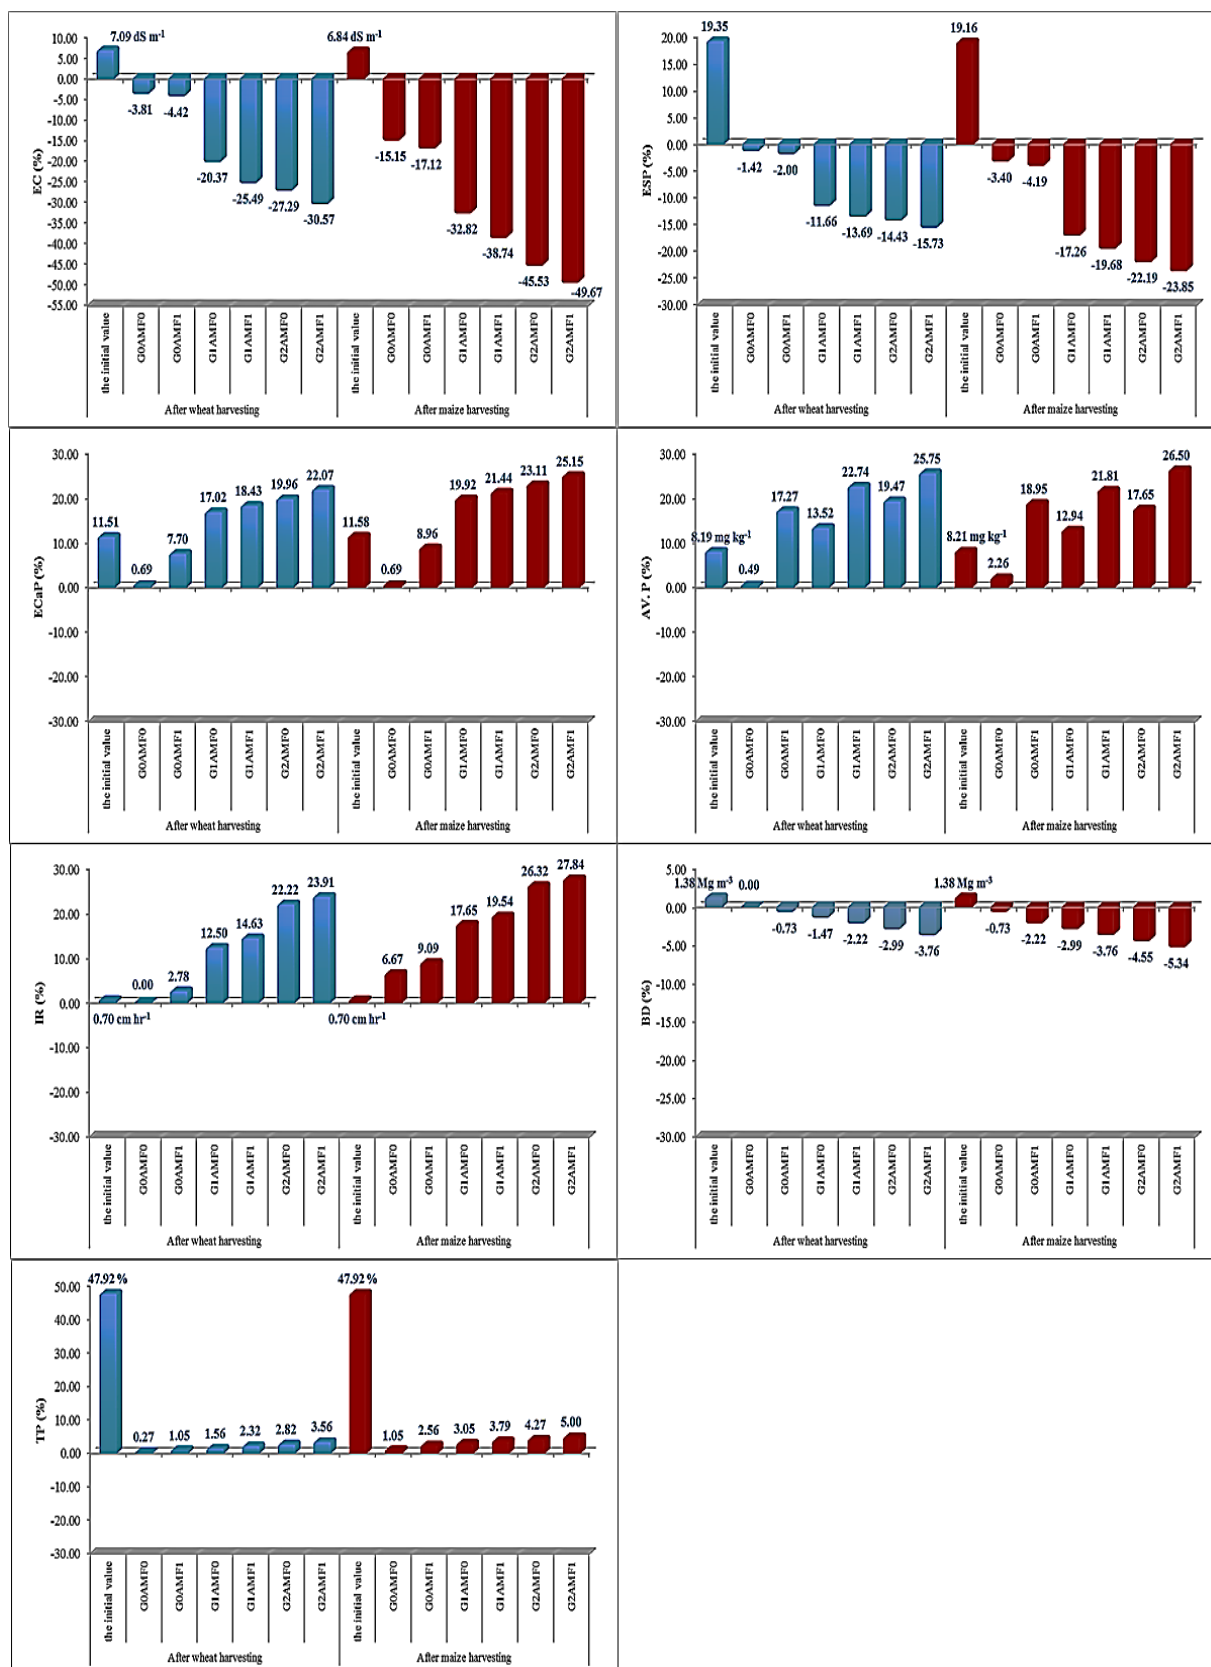 7.09 dS m-1
6.84 dS m-1
10.00
5.00
0.00
-5.00
-10.00
-15.00
-20.00
-25.00
-30.00
-35.00
-40.00
-45.00
-50.00
-55.00
EC (%)
-3.81
-4.42
-20.37
-25.49
-27.29
-30.57
-15.15
-17.12
-32.82
-38.74
-45.53
-49.67
the initial value
G0AMF0
G0AMF1
G1AMF0
G1AMF1
G2AMF0
G2AMF1
the initial value
G0AMF0
G0AMF1
G1AMF0
G1AMF1
G2AMF0
G2AMF1
After wheat harvesting
After maize harvesting
19.35
19.16
20.00
15.00
10.00
5.00
0.00
-5.00
-10.00
-15.00
-20.00
-25.00
-30.00
ESP (%)
-1.42
-2.00
-11.66
-13.69
-14.43
-15.73
-3.40
-4.19
-17.26
-19.68
-22.19
-23.85
the initial value
G0AMF0
G0AMF1
G1AMF0
G1AMF1
G2AMF0
G2AMF1
the initial value
G0AMF0
G0AMF1
G1AMF0
G1AMF1
G2AMF0
G2AMF1
After wheat harvesting
After maize harvesting
30.00
20.00
10.00
0.00
-10.00
-20.00
-30.00
ECaP (%)
11.51
0.69
7.70
17.02
18.43
19.96
22.07
11.58
0.69
8.96
19.92
21.44
23.11
25.15
the initial value
G0AMF0
G0AMF1
G1AMF0
G1AMF1
G2AMF0
G2AMF1
the initial value
G0AMF0
G0AMF1
G1AMF0
G1AMF1
G2AMF0
G2AMF1
After wheat harvesting
After maize harvesting
30.00
20.00
10.00
0.00
-10.00
-20.00
-30.00
AV. P (%)
8.19 mg kg-1
0.49
17.27
13.52
22.74
19.47
25.75
8.21 mg kg-1
2.26
18.95
12.94
21.81
17.65
26.50
the initial value
G0AMF0
G0AMF1
G1AMF0
G1AMF1
G2AMF0
G2AMF1
the initial value
G0AMF0
G0AMF1
G1AMF0
G1AMF1
G2AMF0
G2AMF1
After wheat harvesting
After maize harvesting
30.00
20.00
10.00
0.00
-10.00
-20.00
-30.00
IR (%)
0.70 cm hr-1
0.00
2.78
12.50
14.63
22.22
23.91
0.70 cm hr-1
6.67
9.09
17.65
19.54
26.32
27.84
the initial value
G0AMF0
G0AMF1
G1AMF0
G1AMF1
G2AMF0
G2AMF1
the initial value
G0AMF0
G0AMF1
G1AMF0
G1AMF1
G2AMF0
G2AMF1
After wheat harvesting
After maize harvesting
5.00
0.00
-5.00
-10.00
-15.00
-20.00
-25.00
-30.00
BD (%)
1.38 Mg m-3
0.00
-0.73
-1.47
-2.22
-2.99
-3.76
1.38 Mg m-3
-0.73
-2.22
-2.99
-3.76
-4.55
-5.34
the initial value
G0AMF0
G0AMF1
G1AMF0
G1AMF1
G2AMF0
G2AMF1
the initial value
G0AMF0
G0AMF1
G1AMF0
G1AMF1
G2AMF0
G2AMF1
After wheat harvesting
After maize harvesting
50.00
40.00
30.00
20.00
10.00
0.00
-10.00
-20.00
-30.00
TP (%)
47.92 %
0.27
1.05
1.56
2.32
2.82
3.56
47.92 %
1.05
2.56
3.05
3.79
4.27
5.00
the initial value
G0AMF0
G0AMF1
G1AMF0
G1AMF1
G2AMF0
G2AMF1
the initial value
G0AMF0
G0AMF1
G1AMF0
G1AMF1
G2AMF0
G2AMF1
After wheat harvesting
After maize harvesting